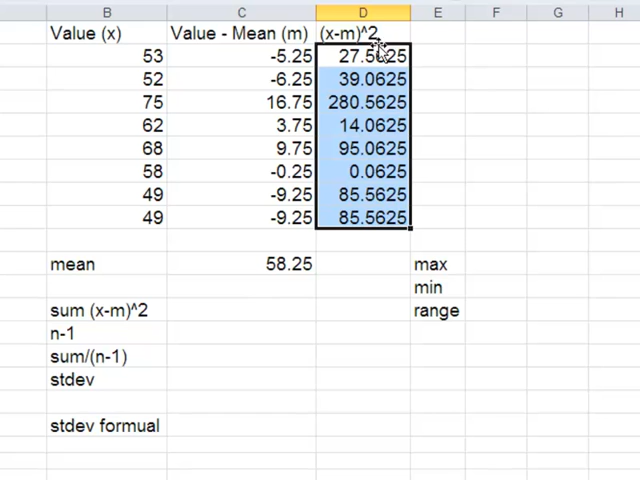 B C D E F G H
Value (x) Value - Mean (m) (x-m)^2
53 -5.25 27.5625
52 -6.25 39.0625
75 16.75 280.5625
62 3.75 14.0625
68 9.75 95.0625
58 -0.25 0.0625
49 -9.25 85.5625
49 -9.25 85.5625
mean 58.25 max
min
sum (x-m)^2 range
n-1
sum/(n-1)
stdev
stdev formual